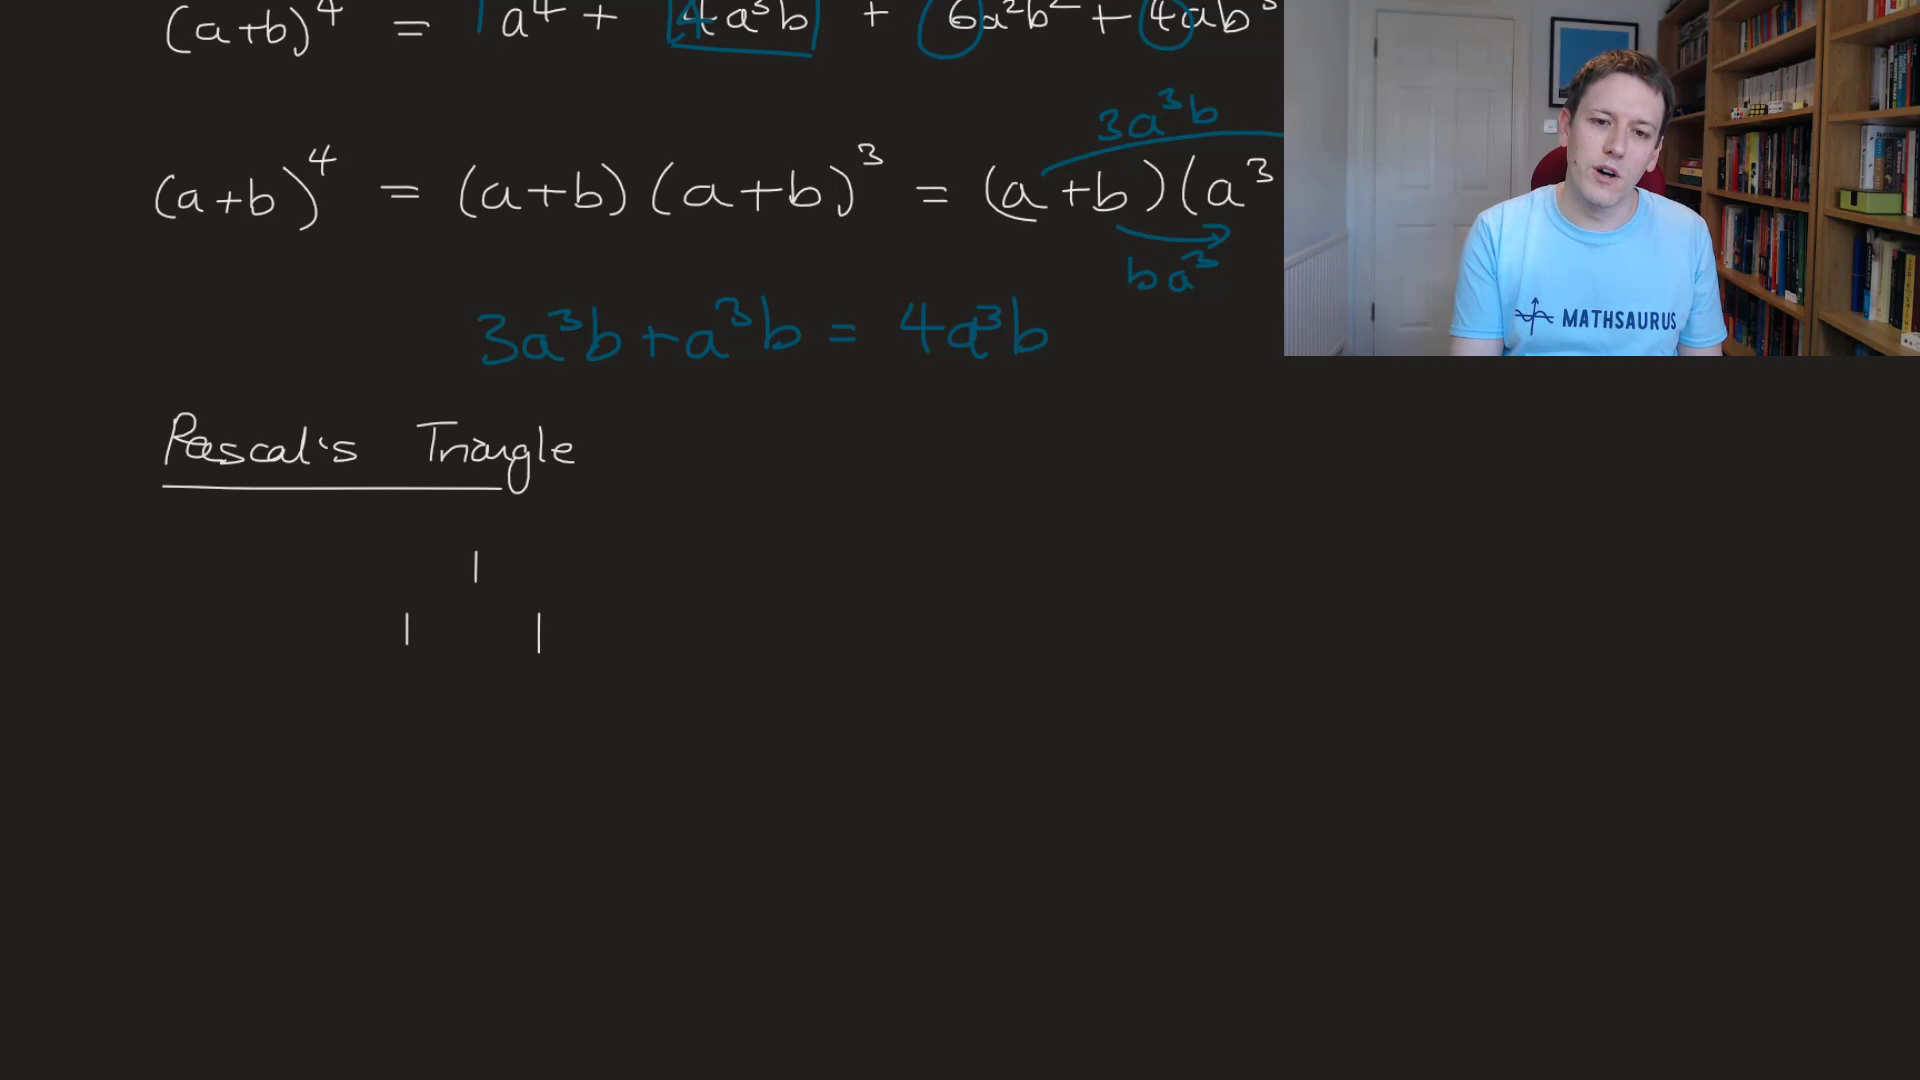 (a+b)⁴ = 1a⁴ + 4a³b + 6a²b² + 4ab³
3a³b
(a+b)⁴ = (a+b)(a+b)³ = (a+b)(a³
ba³
3a³b+a³b = 4a³b
Pascal's Triangle
1
1 1
MATHSAURUS